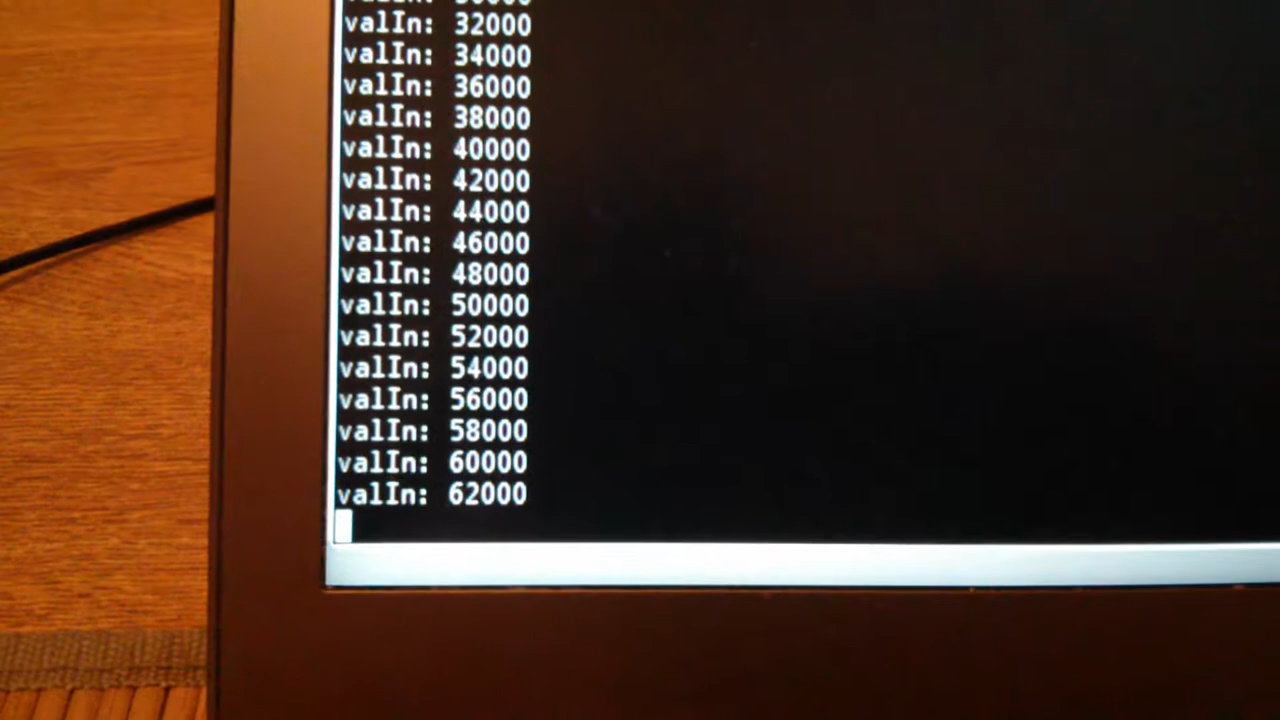 valIn: 32000
valIn: 34000
valIn: 36000
valIn: 38000
valIn: 40000
valIn: 42000
valIn: 44000
valIn: 46000
valIn: 48000
valIn: 50000
valIn: 52000
valIn: 54000
valIn: 56000
valIn: 58000
valIn: 60000
valIn: 62000